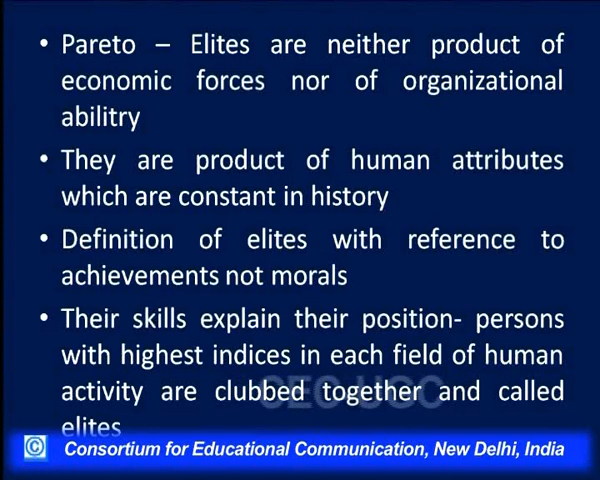 • Pareto – Elites are neither product of
economic forces nor of organizational
abilitry
• They are product of human attributes
which are constant in history
• Definition of elites with reference to
achievements not morals
• Their skills explain their position- persons
with highest indices in each field of human
activity are clubbed together and called
elites
CEC-UGC
© Consortium for Educational Communication, New Delhi, India